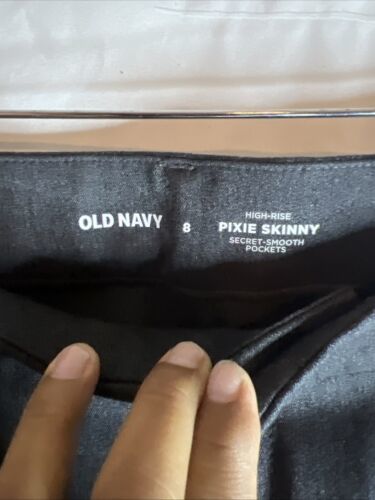 OLD NAVY
8
HIGH-RISE
PIXIE SKINNY
SECRET-SMOOTH
POCKETS